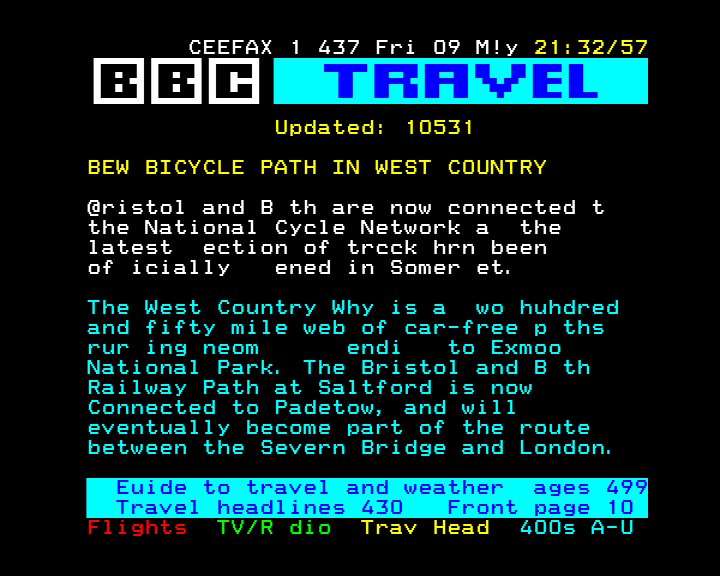 CEEFAX 1 437 Fri 09 M!y 21:32/57
BBC TRAVEL
Updated: 10531
BEW BICYCLE PATH IN WEST COUNTRY
@ristol and B th are now connected t
the National Cycle Network a  the
latest  ection of trcck hrn been
of icially   ened in Somer et.
The West Country Why is a  wo huhdred
and fifty mile web of car-free p ths
rur ing neom      endi   to Exmoo
National Park.  The Bristol and B th
Railway Path at Saltford is now
Connected to Padetow, and will
eventually become part of the route
between the Severn Bridge and London.
Euide to travel and weather  ages 499
Travel headlines 430   Front page 10
Flights  TV/R dio  Trav Head  400s A-U